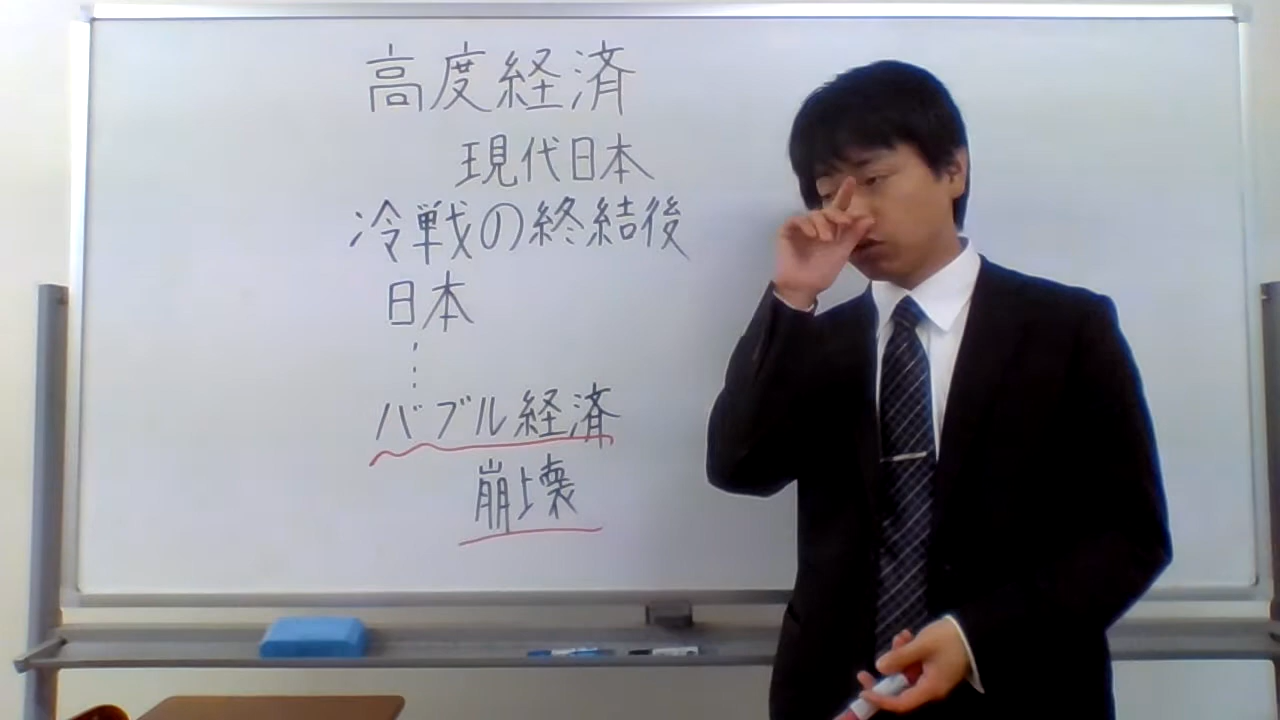 高度経済
現代日本
冷戦の終結後
日本
⋮
バブル経済
崩壊